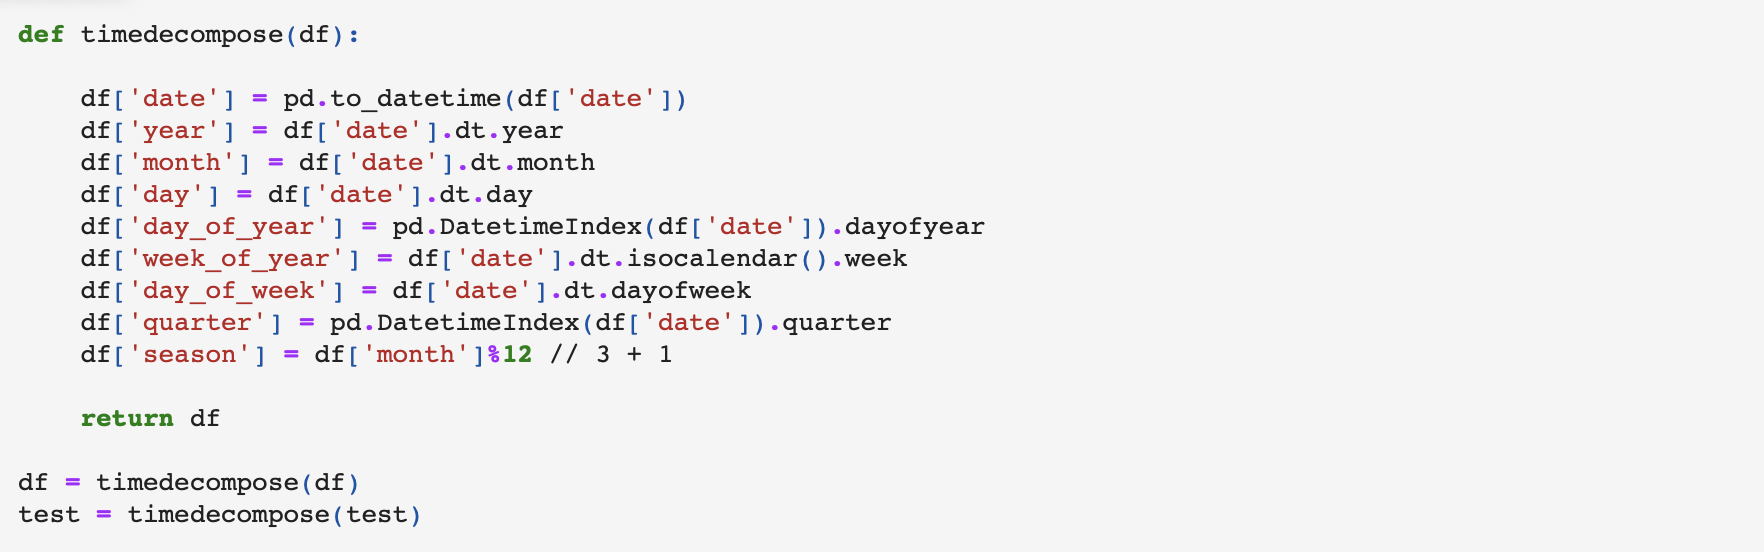 def timedecompose(df):
    df['date'] = pd.to_datetime(df['date'])
    df['year'] = df['date'].dt.year
    df['month'] = df['date'].dt.month
    df['day'] = df['date'].dt.day
    df['day_of_year'] = pd.DatetimeIndex(df['date']).dayofyear
    df['week_of_year'] = df['date'].dt.isocalendar().week
    df['day_of_week'] = df['date'].dt.dayofweek
    df['quarter'] = pd.DatetimeIndex(df['date']).quarter
    df['season'] = df['month']%12 // 3 + 1
    return df
df = timedecompose(df)
test = timedecompose(test)